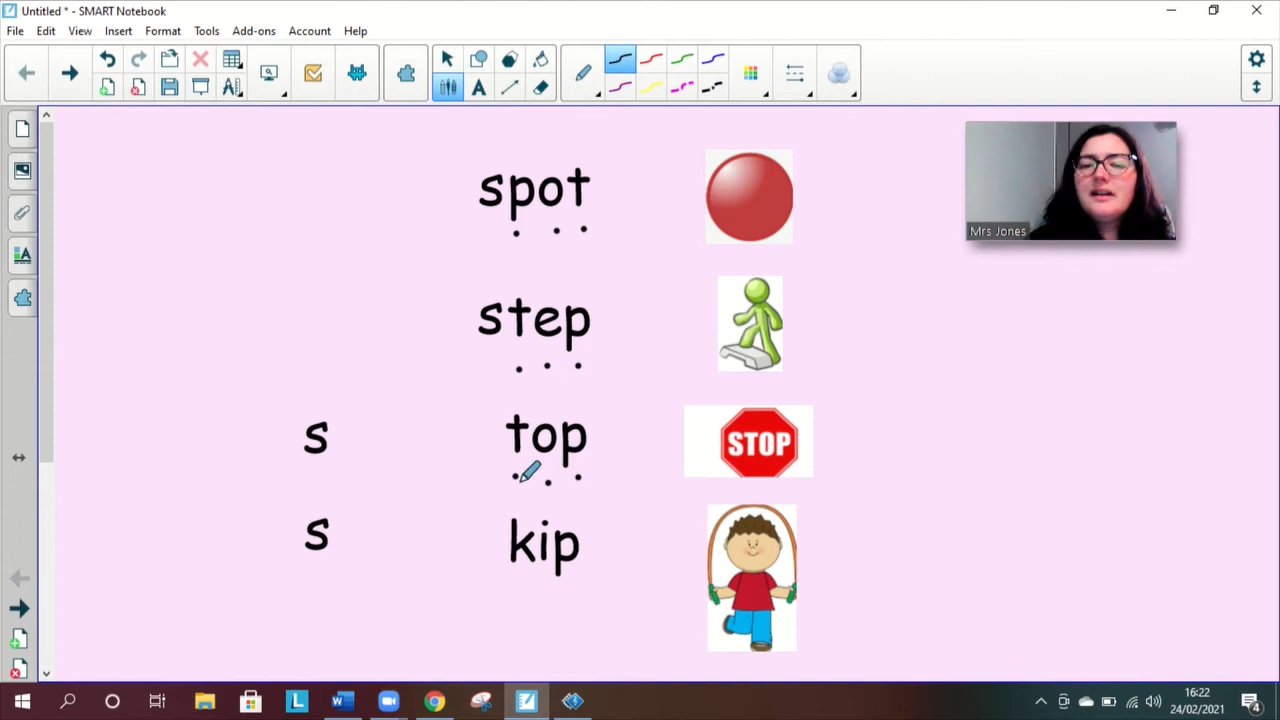 Untitled * - SMART Notebook
File Edit View Insert Format Tools Add-ons Account Help
spot
Mrs Jones
step
s top STOP
s kip
16:22
24/02/2021